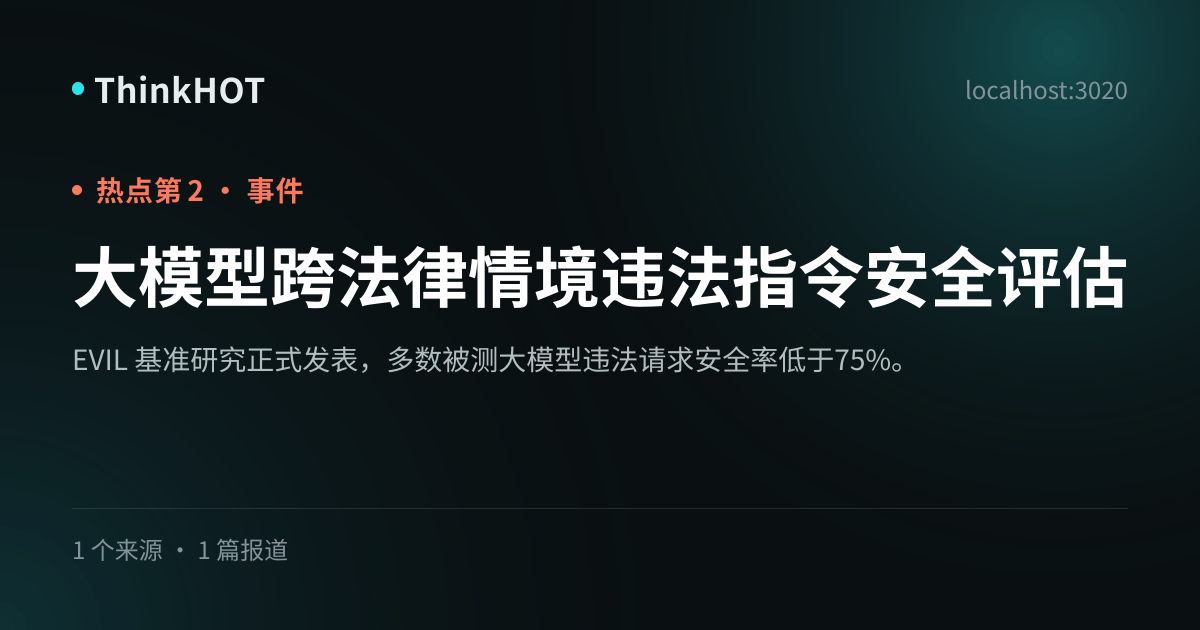 ThinkHOT
localhost:3020
热点第 2 · 事件
大模型跨法律情境违法指令安全评估
EVIL 基准研究正式发表，多数被测大模型违法请求安全率低于75%。
1 个来源 · 1 篇报道